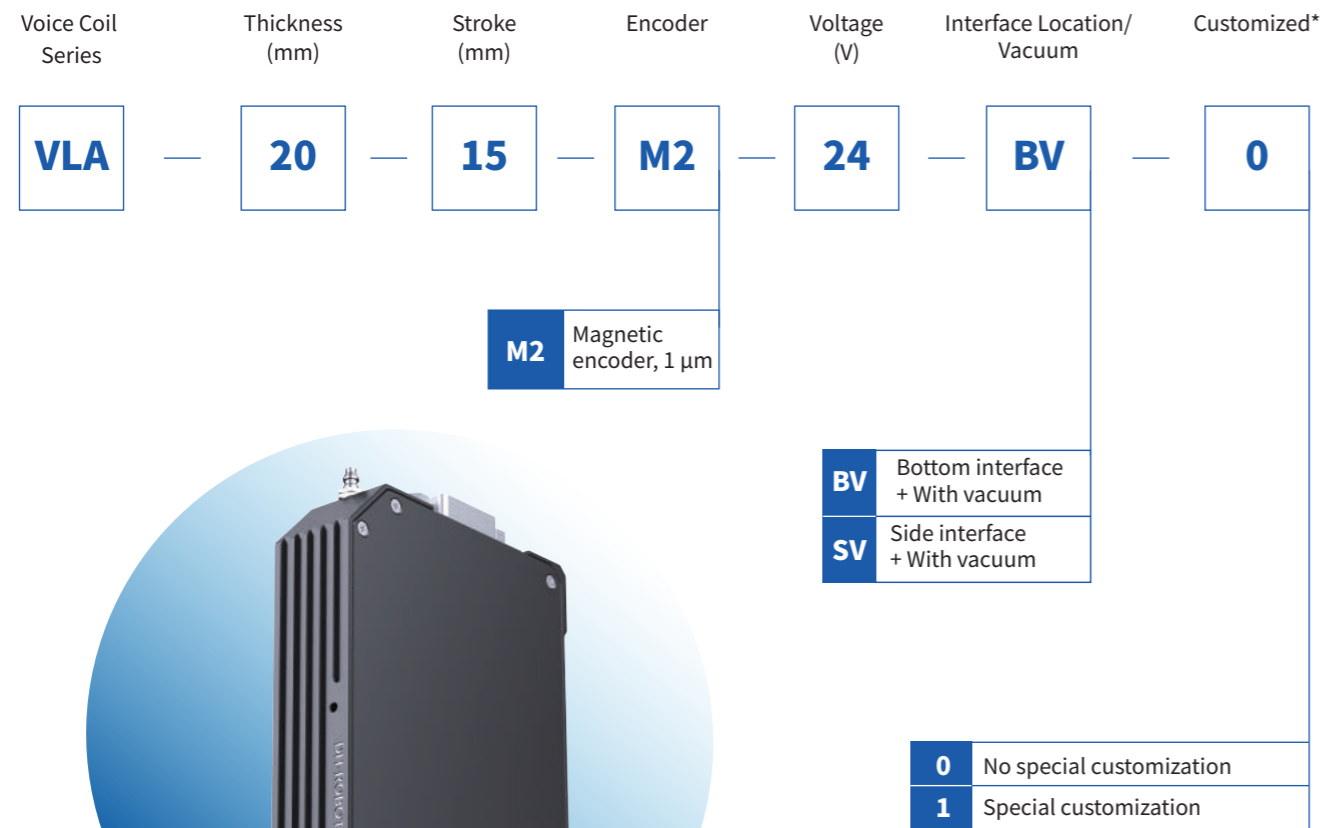 Voice Coil
Series
Thickness
(mm)
Stroke
(mm)
Encoder
Voltage
(V)
Interface Location/
Vacuum
Customized*
VLA — 20 — 15 — M2 — 24 — BV — 0
M2 Magnetic
encoder, 1 μm
BV Bottom interface
+ With vacuum
SV Side interface
+ With vacuum
0 No special customization
1 Special customization